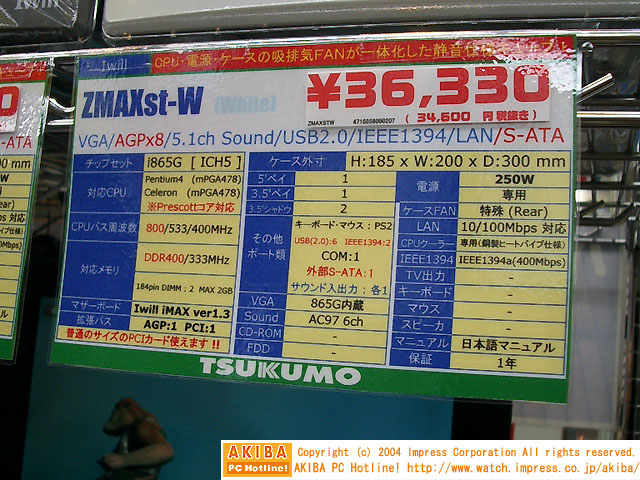 Iwill CPU・電源・ケースの吸排気FANが一体化した静音仕様キューブ
ZMAXst-W (White)
¥36,330
ZMAXSTW 4718858000207 ( 34,600 円 税抜き )
VGA/AGPx8/5.1ch Sound/USB2.0/IEEE1394/LAN/S-ATA
チップセット i865G [ ICH5 ]
対応CPU Pentium4 (mPGA478)
Celeron (mPGA478)
※Prescottコア対応
CPUバス周波数 800/533/400MHz
対応メモリ DDR400/333MHz
184pin DIMM : 2 MAX 2GB
マザーボード Iwill iMAX ver1.3
拡張バス AGP:1 PCI:1
普通のサイズのPCIカード使えます!!
ケース外寸 H:185 x W:200 x D:300 mm
5'ベイ 1
3.5'ベイ 1
3.5'シャドウ 2
その他ポート類 キーボード・マウス : PS2
USB(2.0):6 IEEE1394:2
COM:1
外部S-ATA:1
サウンド入出力 : 各1
VGA 865G内蔵
Sound AC97 6ch
CD-ROM -
FDD -
電源 250W
専用
ケースFAN 特殊 (Rear)
LAN 10/100Mbps 対応
CPUクーラー 専用(銅製ヒートパイプ仕様)
IEEE1394 IEEE1394a(400Mbps)
TV出力 -
キーボード -
マウス -
スピーカ -
マニュアル 日本語マニュアル
保証 1年
TSUKUMO
AKIBA
PC Hotline!
Copyright (c) 2004 Impress Corporation All rights reserved.
AKIBA PC Hotline! http://www.watch.impress.co.jp/akiba/